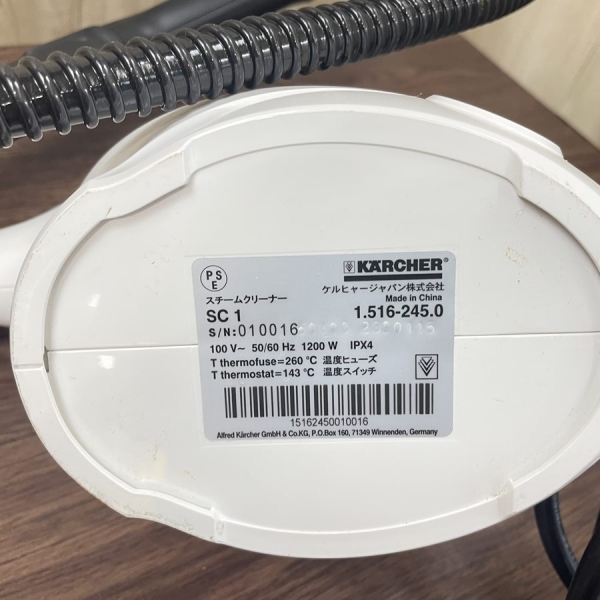 PS
E
KÄRCHER
スチームクリーナー
ケルヒャージャパン株式会社
Made in China
SC 1
1.516-245.0
S/N:010016
100 V~ 50/60 Hz 1200 W IPX4
T thermofuse=260 °C 温度ヒューズ
T thermostat=143 °C 温度スイッチ
15162450010016
Alfred Kärcher GmbH & Co.KG, P.O.Box 160, 71349 Winnenden, Germany